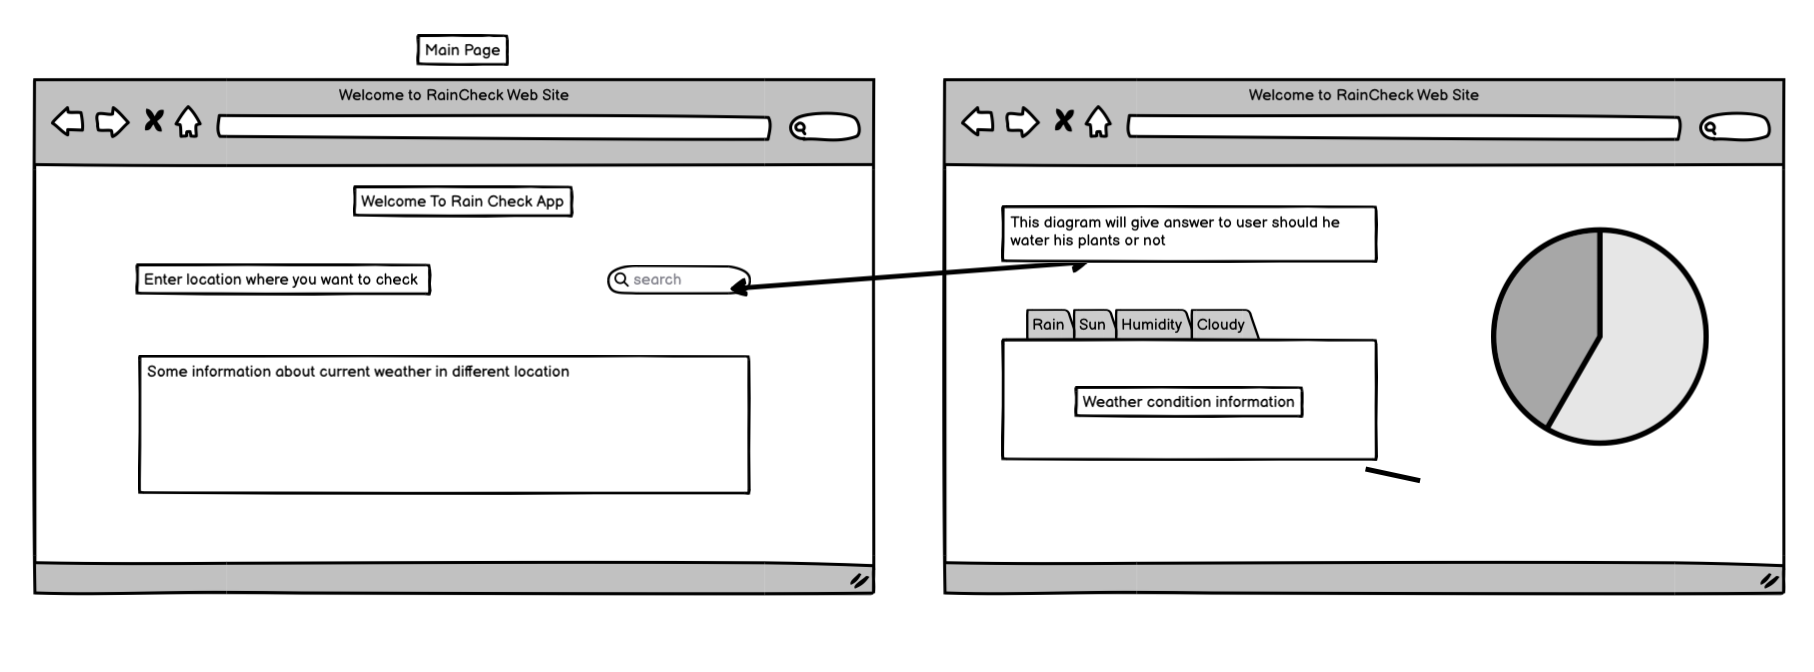 Main Page
Welcome to RainCheck Web Site
Welcome To Rain Check App
Enter location where you want to check
search
Some information about current weather in different location
Welcome to RainCheck Web Site
This diagram will give answer to user should he
water his plants or not
Rain Sun Humidity Cloudy
Weather condition information